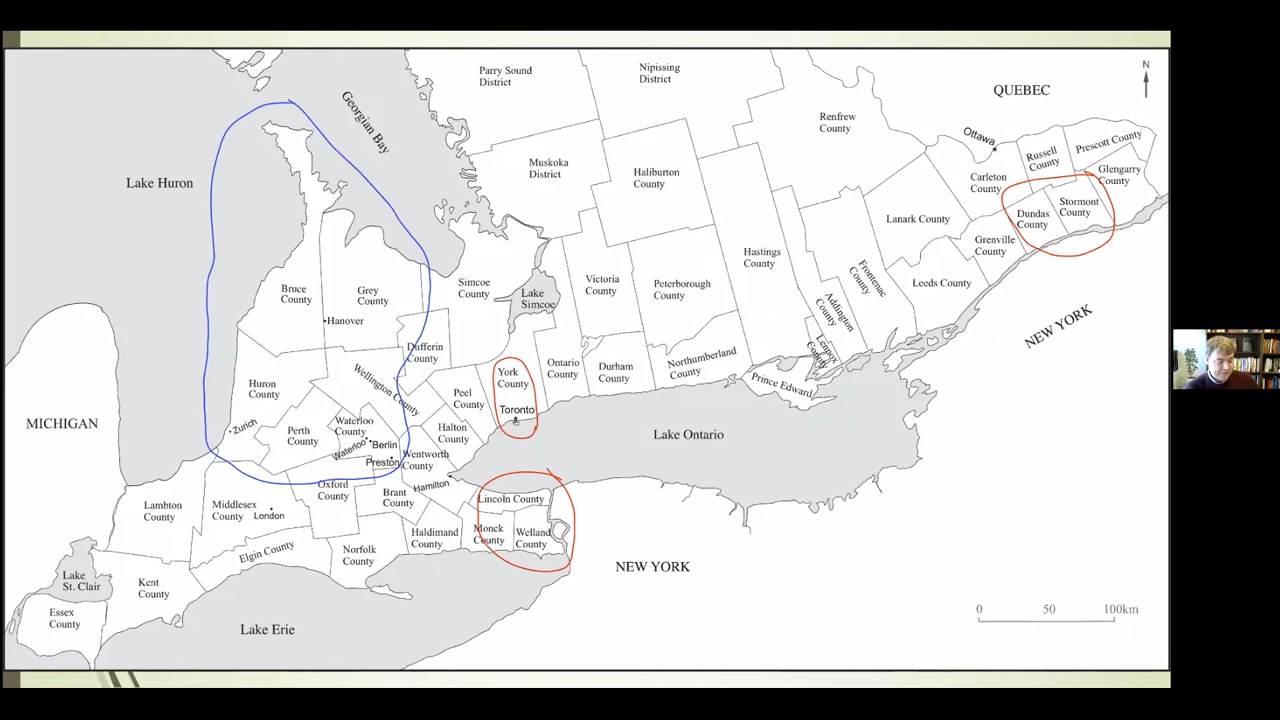 Parry Sound
District
Nipissing
District
N
QUEBEC
Georgian Bay
Renfrew
County
Ottawa
Russell
County
Prescott County
Lake Huron
Muskoka
District
Haliburton
County
Carleton
County
Glengarry
County
Lanark County
Dundas
County
Stormont
County
Grenville
County
Bruce
County
Grey
County
Hanover
Simcoe
County
Lake
Simcoe
Victoria
County
Peterborough
County
Hastings
County
Addington
County
Frontenac
County
Leeds County
NEW YORK
Dufferin
County
Lennox
County
Huron
County
Wellington County
Peel
County
York
County
Toronto
Ontario
County
Durham
County
Northumberland
County
Prince Edward
MICHIGAN
Zurich
Perth
County
Waterloo
County
Waterloo
Berlin
Preston
Halton
County
Wentworth
County
Lake Ontario
Lambton
County
Middlesex
County
London
Oxford
County
Brant
County
Hamilton
Lincoln County
Haldimand
County
Monck
County
Welland
County
Elgin County
Norfolk
County
NEW YORK
Lake
St. Clair
Kent
County
Essex
County
Lake Erie
0 50 100km